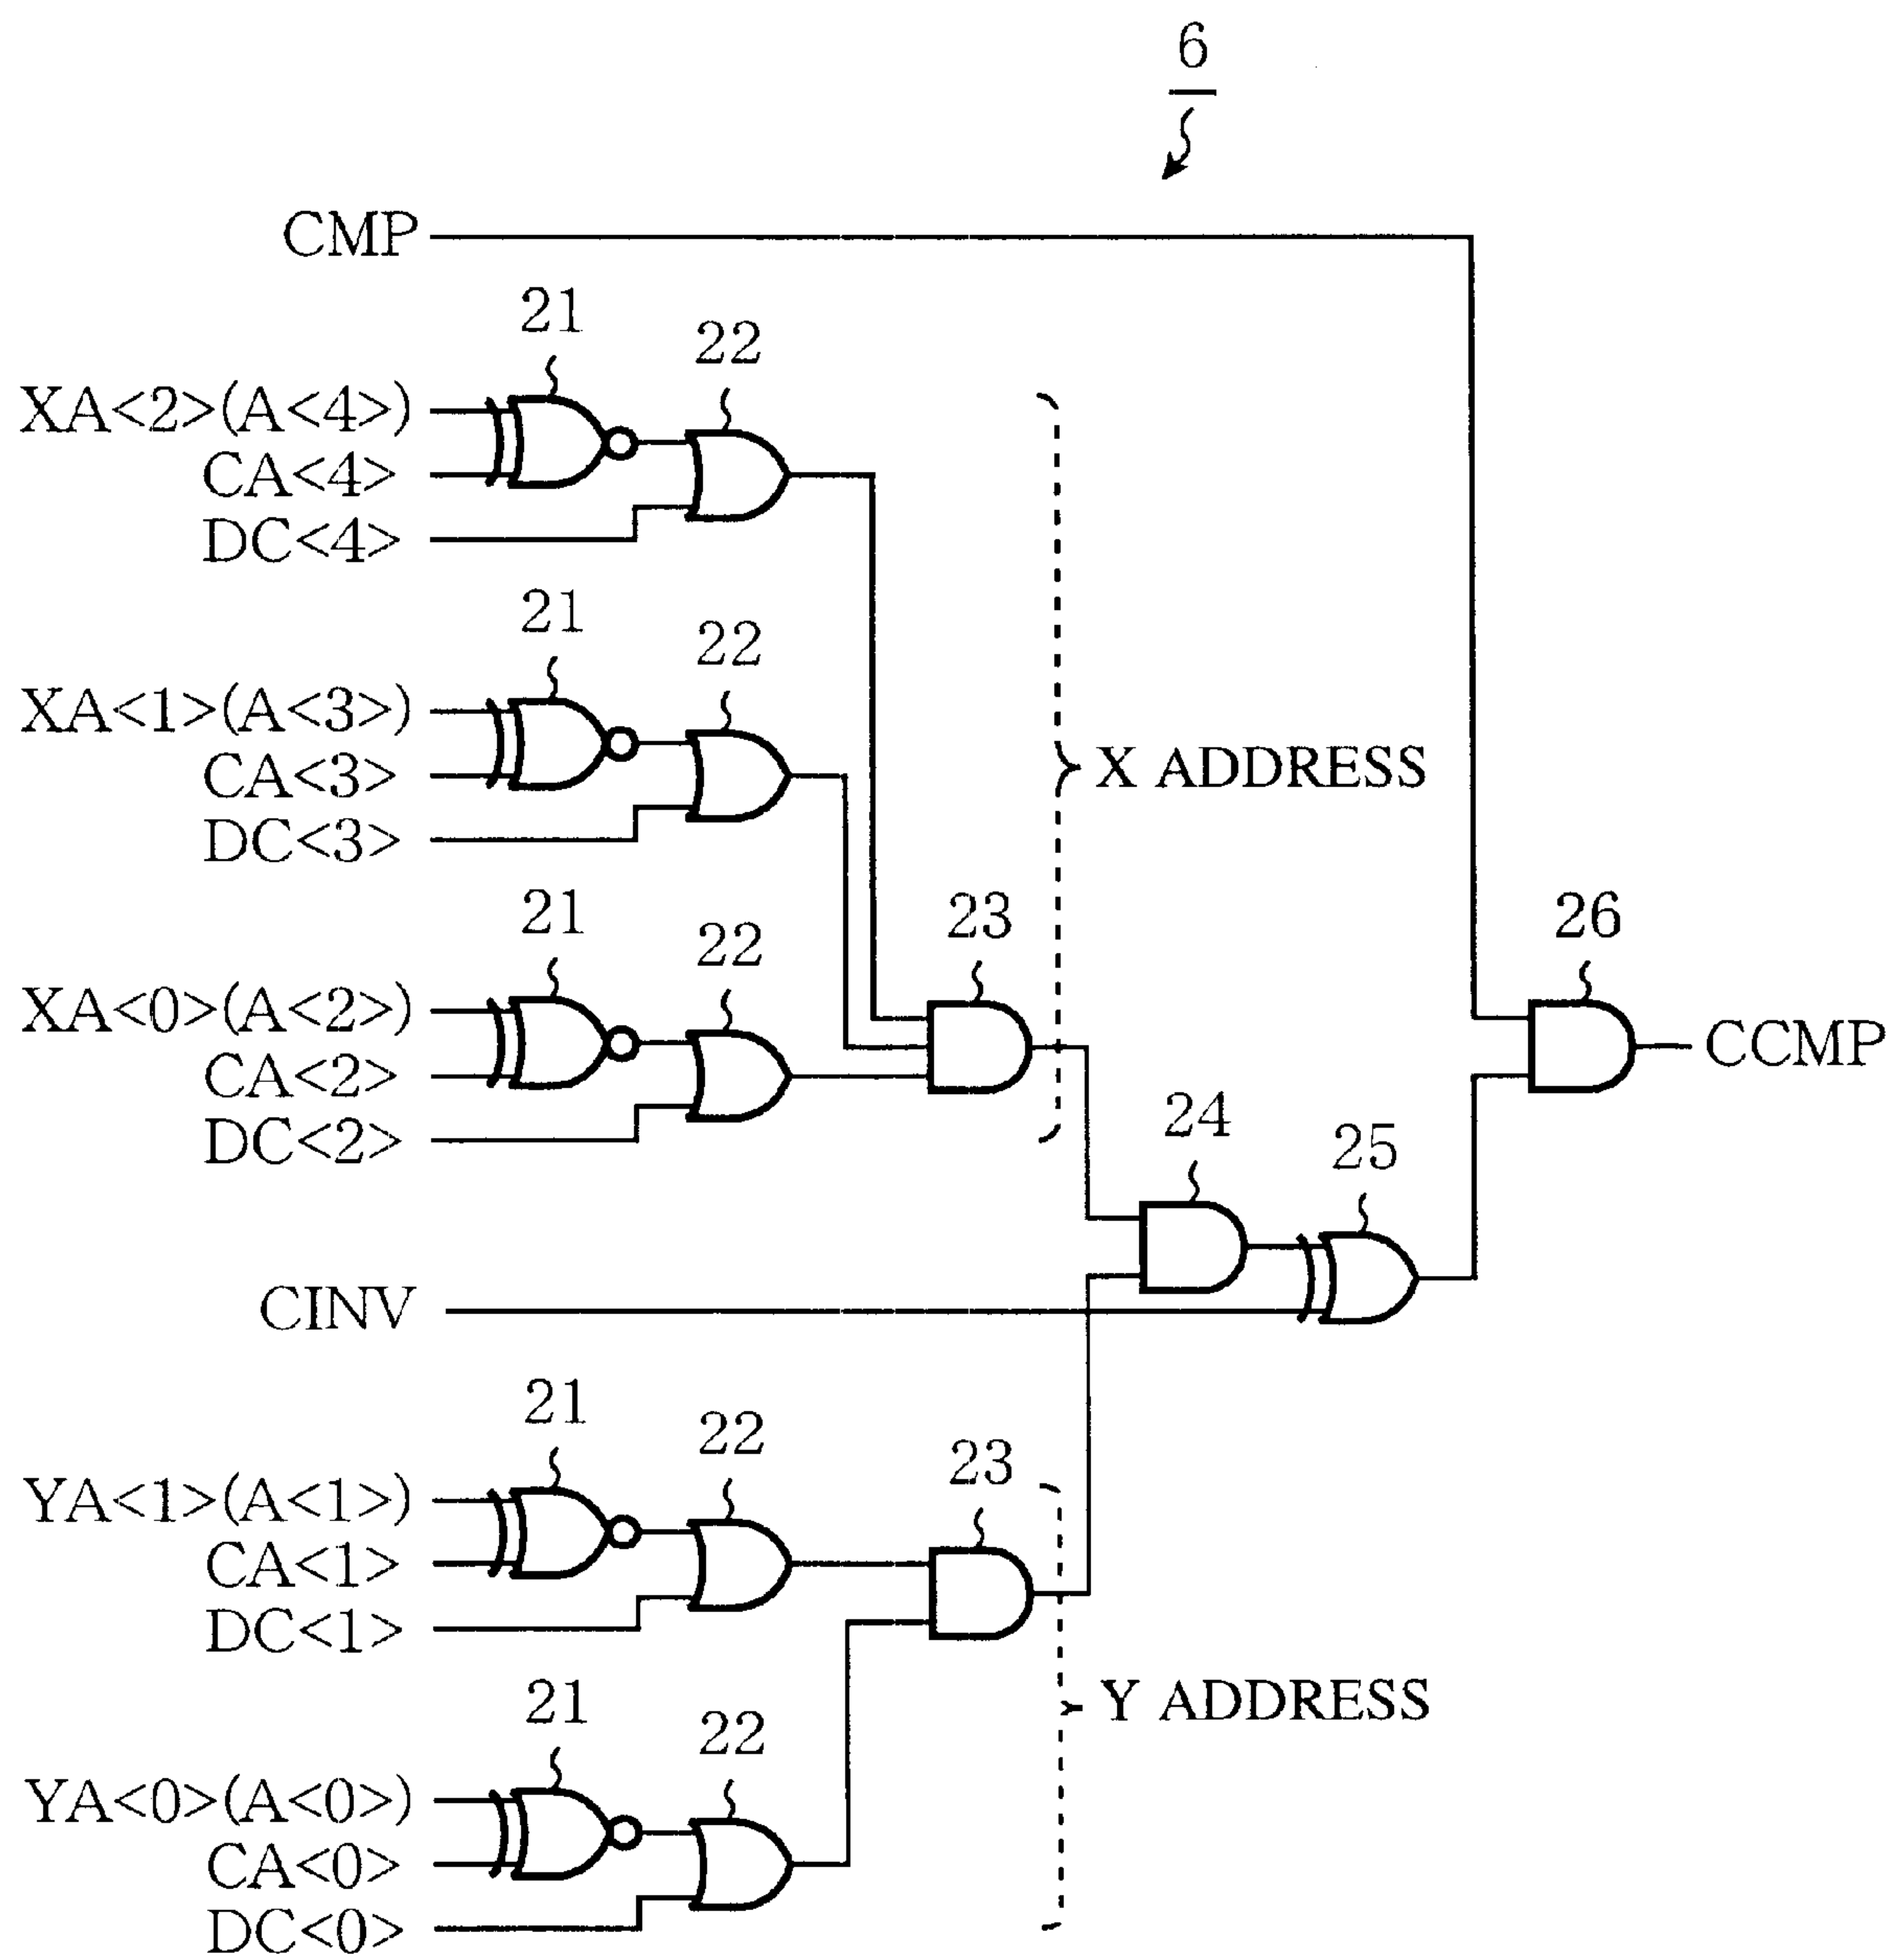 6
CMP
21
22
XA<2>(A<4>)
CA<4>
DC<4>
21
22
XA<1>(A<3>)
CA<3>
DC<3>
X ADDRESS
21
22
23
26
XA<0>(A<2>)
CA<2>
DC<2>
CCMP
24
25
CINV
21
22
23
YA<1>(A<1>)
CA<1>
DC<1>
21
22
Y ADDRESS
YA<0>(A<0>)
CA<0>
DC<0>